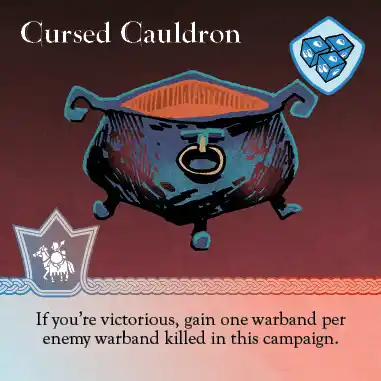 Cursed Cauldron
If you're victorious, gain one warband per
enemy warband killed in this campaign.